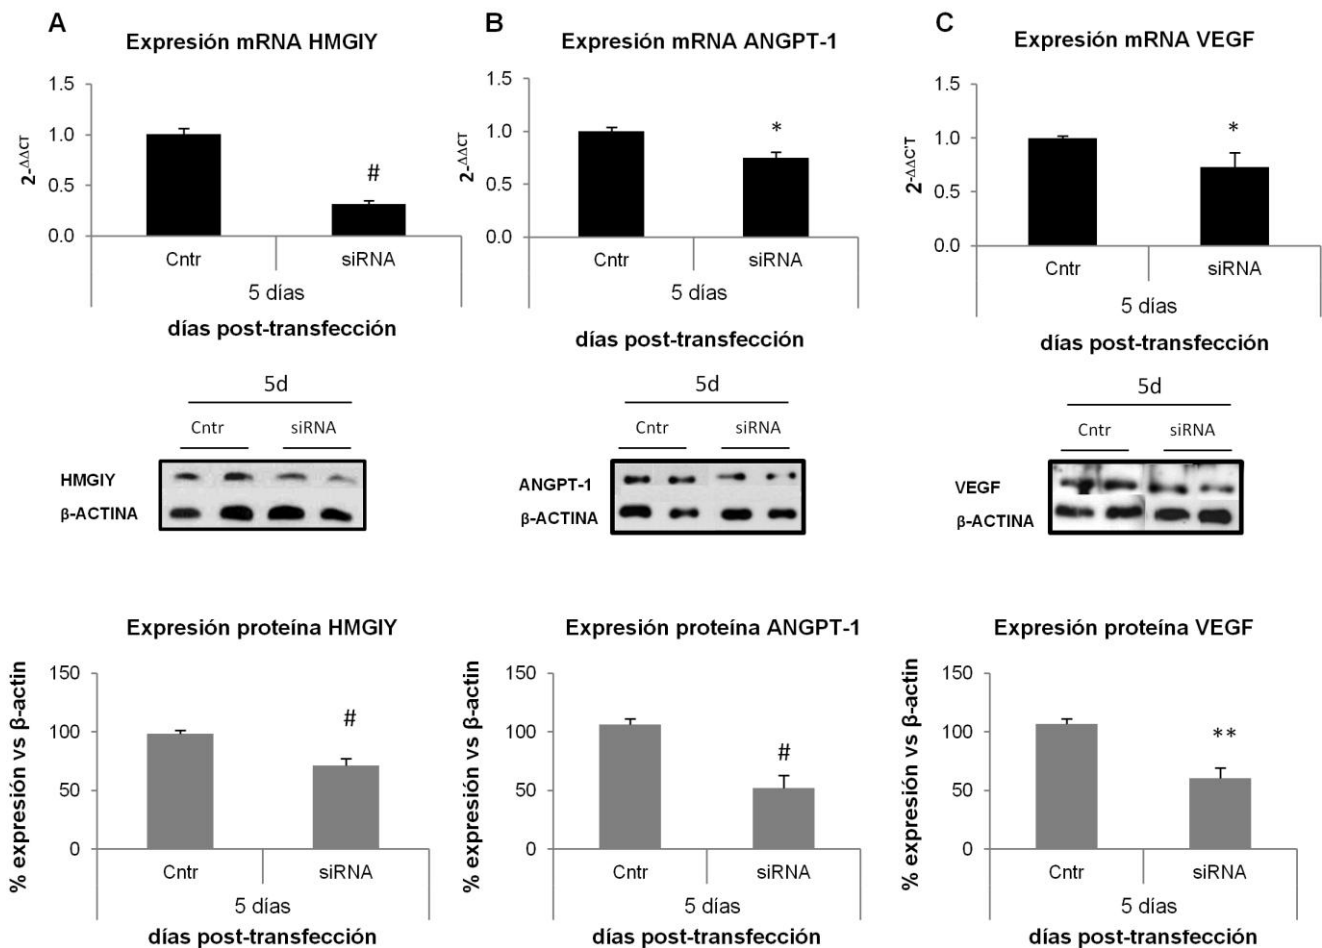 A
Expresión mRNA HMGIY
2-ΔΔCT
1.5
1.0
0.5
0.0
#
Cntr siRNA
5 días
días post-transfección
5d
Cntr siRNA
HMGIY
β-ACTINA
Expresión proteína HMGIY
% expresión vs β-actin
150
100
50
0
#
Cntr siRNA
5 días
días post-transfección
B
Expresión mRNA ANGPT-1
2-ΔΔCT
1.5
1.0
0.5
0.0
*
Cntr siRNA
5 días
días post-transfección
5d
Cntr siRNA
ANGPT-1
β-ACTINA
Expresión proteína ANGPT-1
% expresión vs β-actin
150
100
50
0
#
Cntr siRNA
5 días
días post-transfección
C
Expresión mRNA VEGF
2-ΔΔC'T
1.5
1.0
0.5
0.0
*
Cntr siRNA
5 días
días post-transfección
5d
Cntr siRNA
VEGF
β-ACTINA
Expresión proteína VEGF
% expresión vs β-actin
150
100
50
0
**
Cntr siRNA
5 días
días post-transfección